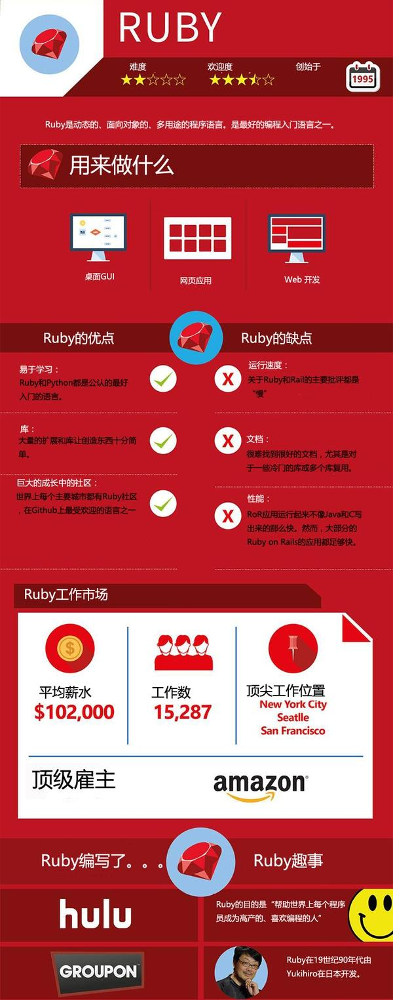 RUBY
难度
欢迎度
创始于
1995
Ruby是动态的、面向对象的、多用途的程序语言。是最好的编程入门语言之一。
用来做什么
桌面GUI
网页应用
Web 开发
Ruby的优点
易于学习：
Ruby和Python都是公认的最好
入门的语言。
库：
大量的扩展和库让创造东西十分简
单。
巨大的成长中的社区：
世界上每个主要城市都有Ruby社区
，在Github上最受欢迎的语言之一
Ruby的缺点
运行速度：
关于Ruby和Rail的主要批评都是
“慢”
文档：
很难找到很好的文档，尤其是对
于一些冷门的库或多个库复用。
性能：
RoR应用运行起来不像Java和C写
出来的那么快。然而，大部分的
Ruby on Rails的应用都足够快。
Ruby工作市场
平均薪水
$102,000
工作数
15,287
顶尖工作位置
New York City
Seatlle
San Francisco
顶级雇主
amazon
Ruby编写了。。。
hulu
GROUPON
Ruby趣事
Ruby的目的是“帮助世界上每个程序
员成为高产的、喜欢编程的人”
Ruby在19世纪90年代由
Yukihiro在日本开发。